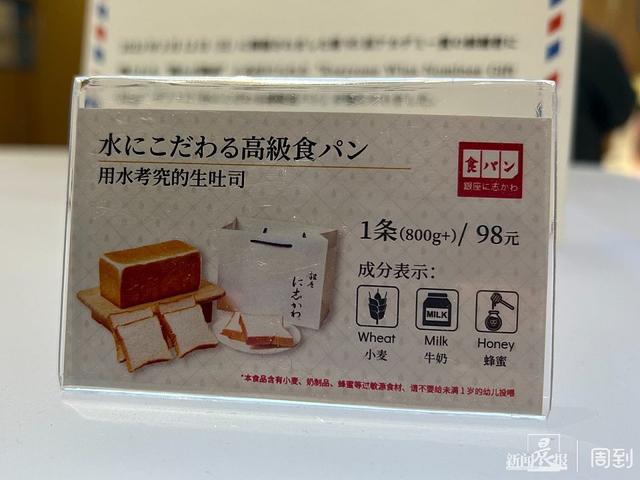 水にこだわる高級食パン
用水考究的生吐司
食パン
銀座に志かわ
1条(800g+)/ 98元
成分表示：
銀座
に志かわ
MILK
Wheat
Milk
Honey
小麦
牛奶
蜂蜜
*本食品含有小麦、奶制品、蜂蜜等过敏源食材、请不要给未满1岁的幼儿投喂
新闻晨报
周到